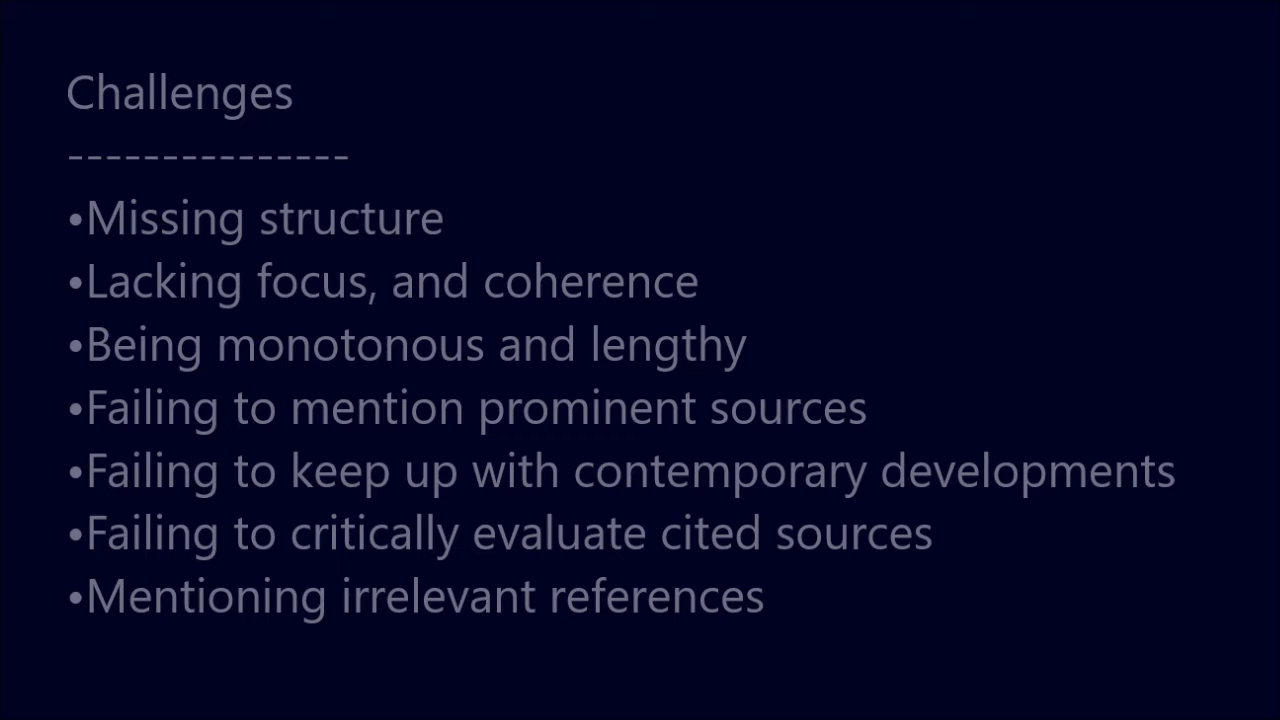 Challenges
---------------
•Missing structure
•Lacking focus, and coherence
•Being monotonous and lengthy
•Failing to mention prominent sources
•Failing to keep up with contemporary developments
•Failing to critically evaluate cited sources
•Mentioning irrelevant references